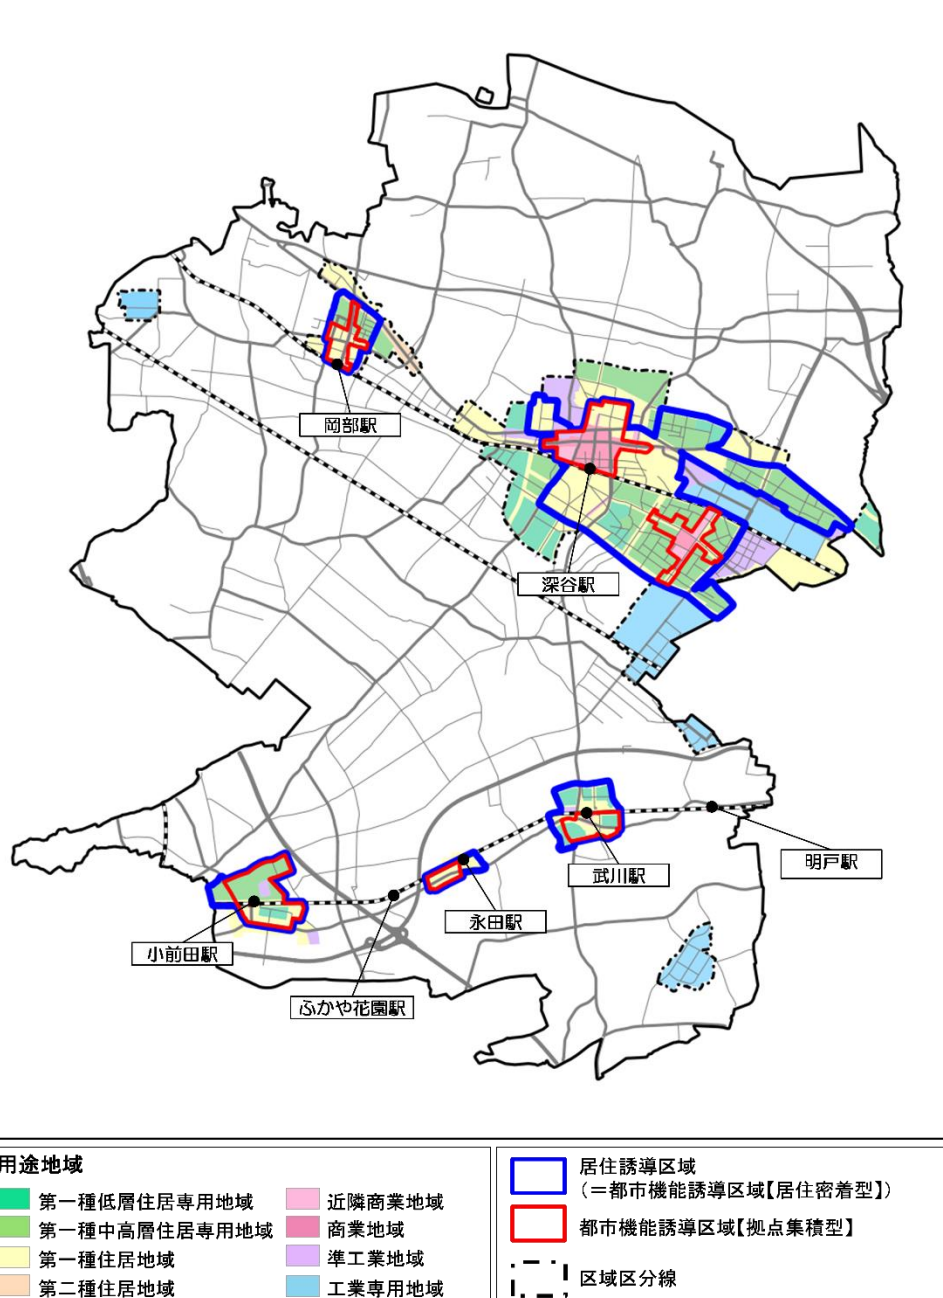 岡部駅
深谷駅
明戸駅
武川駅
永田駅
小前田駅
ふかや花園駅
用途地域
第一種低層住居専用地域
第一種中高層住居専用地域
第一種住居地域
第二種住居地域
近隣商業地域
商業地域
準工業地域
工業専用地域
居住誘導区域
(＝都市機能誘導区域【居住密着型】)
都市機能誘導区域【拠点集積型】
区域区分線